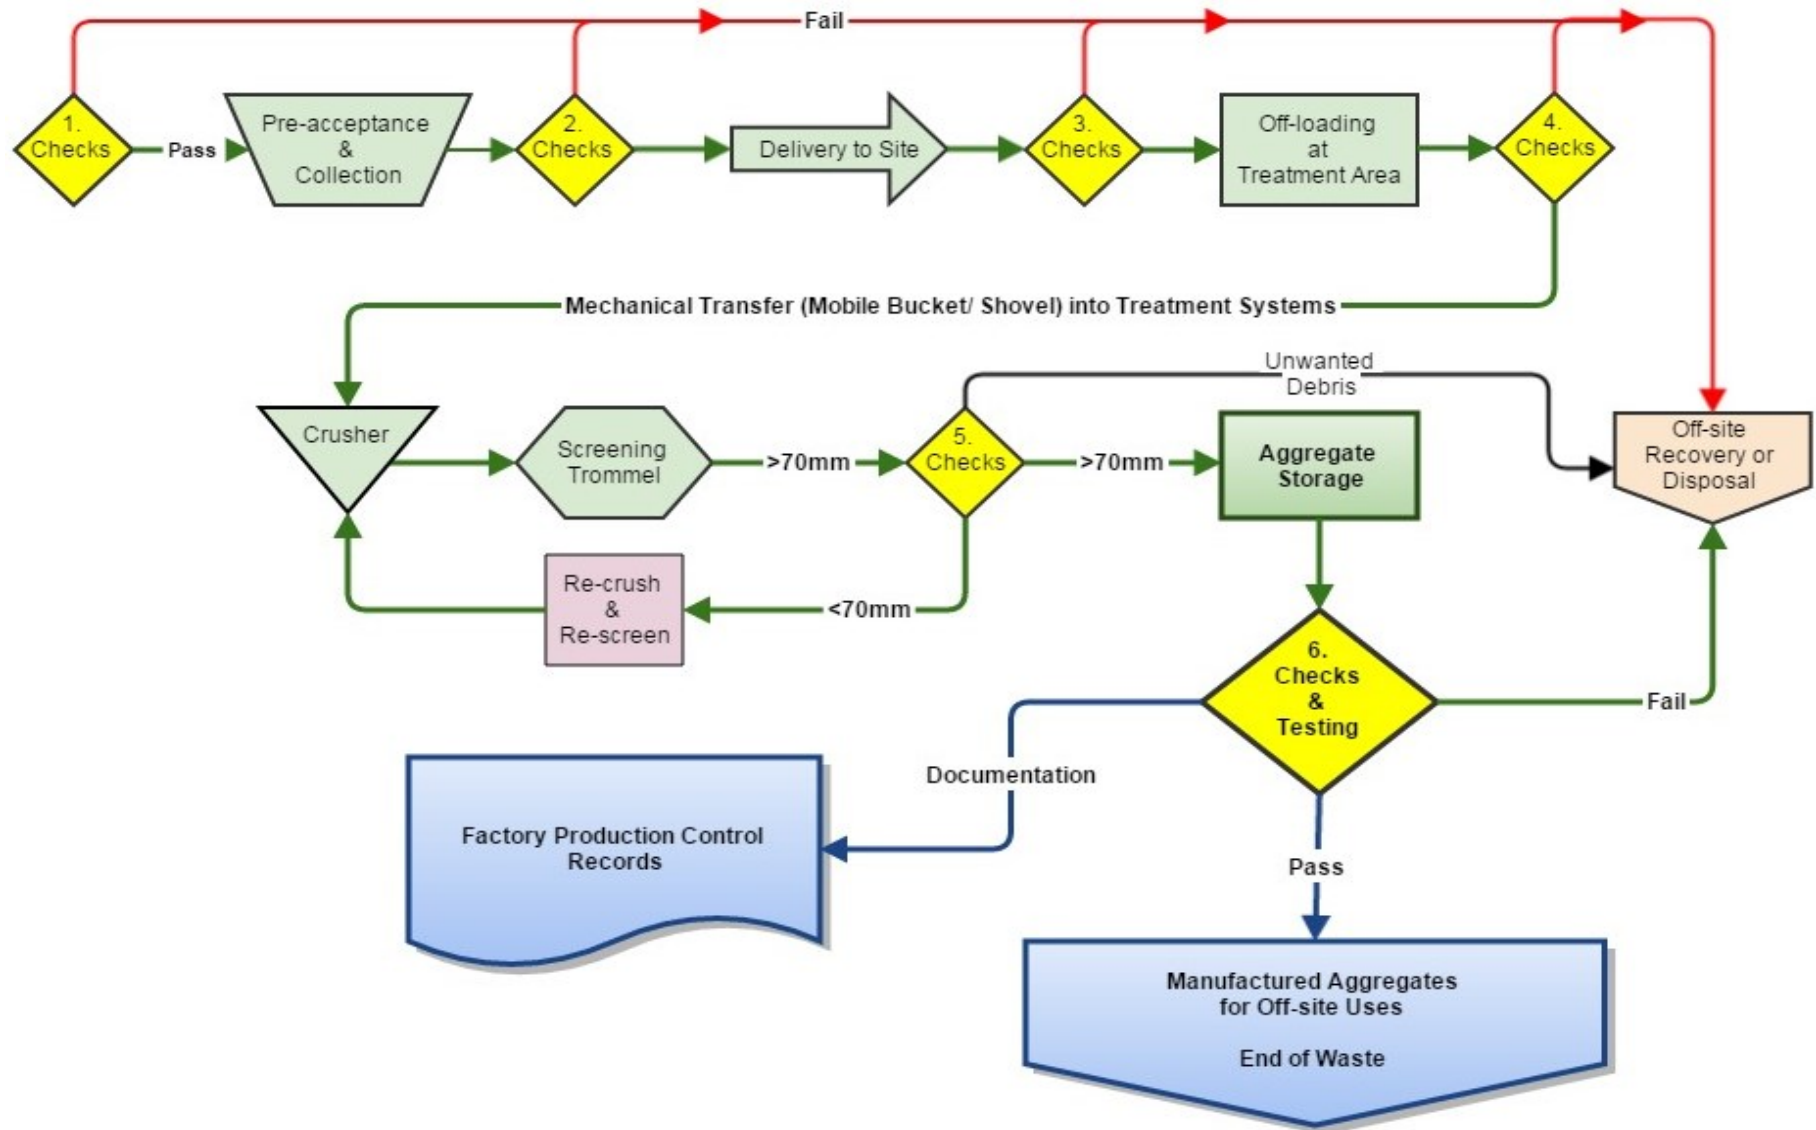 Fail
1.
Checks
Pass
Pre-acceptance
&
Collection
2.
Checks
Delivery to Site
3.
Checks
Off-loading
at
Treatment Area
4.
Checks
Mechanical Transfer (Mobile Bucket/ Shovel) into Treatment Systems
Unwanted
Debris
Crusher
Screening
Trommel
>70mm
5.
Checks
>70mm
Aggregate
Storage
Off-site
Recovery or
Disposal
Re-crush
&
Re-screen
<70mm
6.
Checks
&
Testing
Fail
Documentation
Factory Production Control
Records
Pass
Manufactured Aggregates
for Off-site Uses
End of Waste